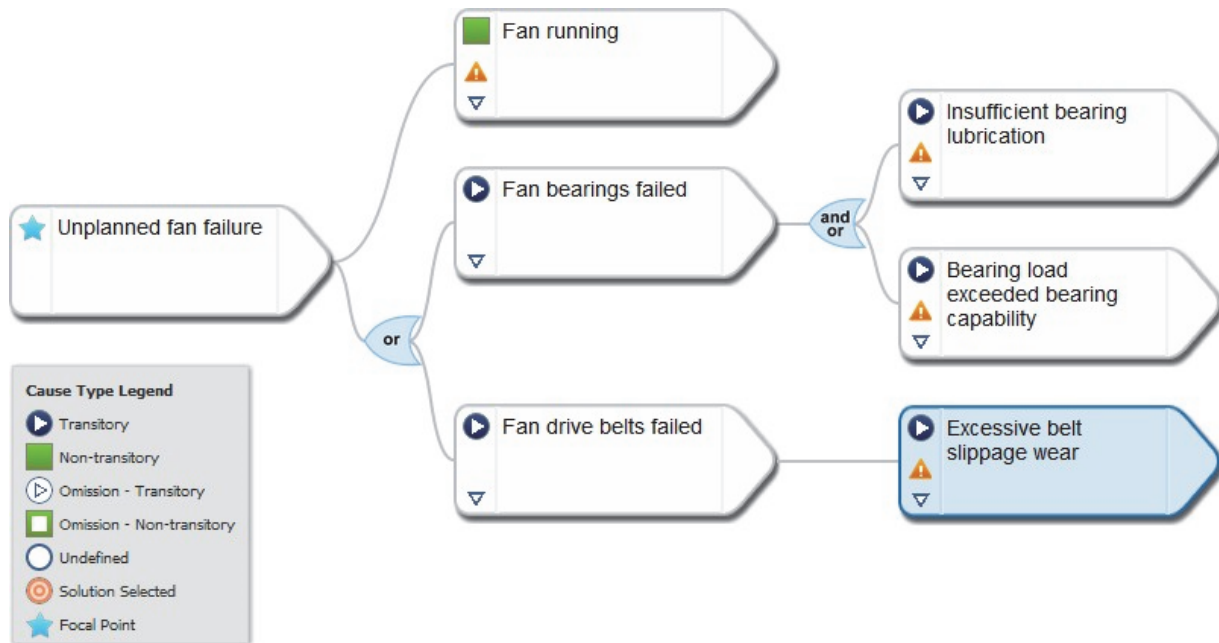 Fan running
Insufficient bearing
lubrication
Fan bearings failed
and
or
Unplanned fan failure
Bearing load
exceeded bearing
capability
or
Cause Type Legend
Transitory
Non-transitory
Omission - Transitory
Omission - Non-transitory
Undefined
Solution Selected
Focal Point
Fan drive belts failed
Excessive belt
slippage wear